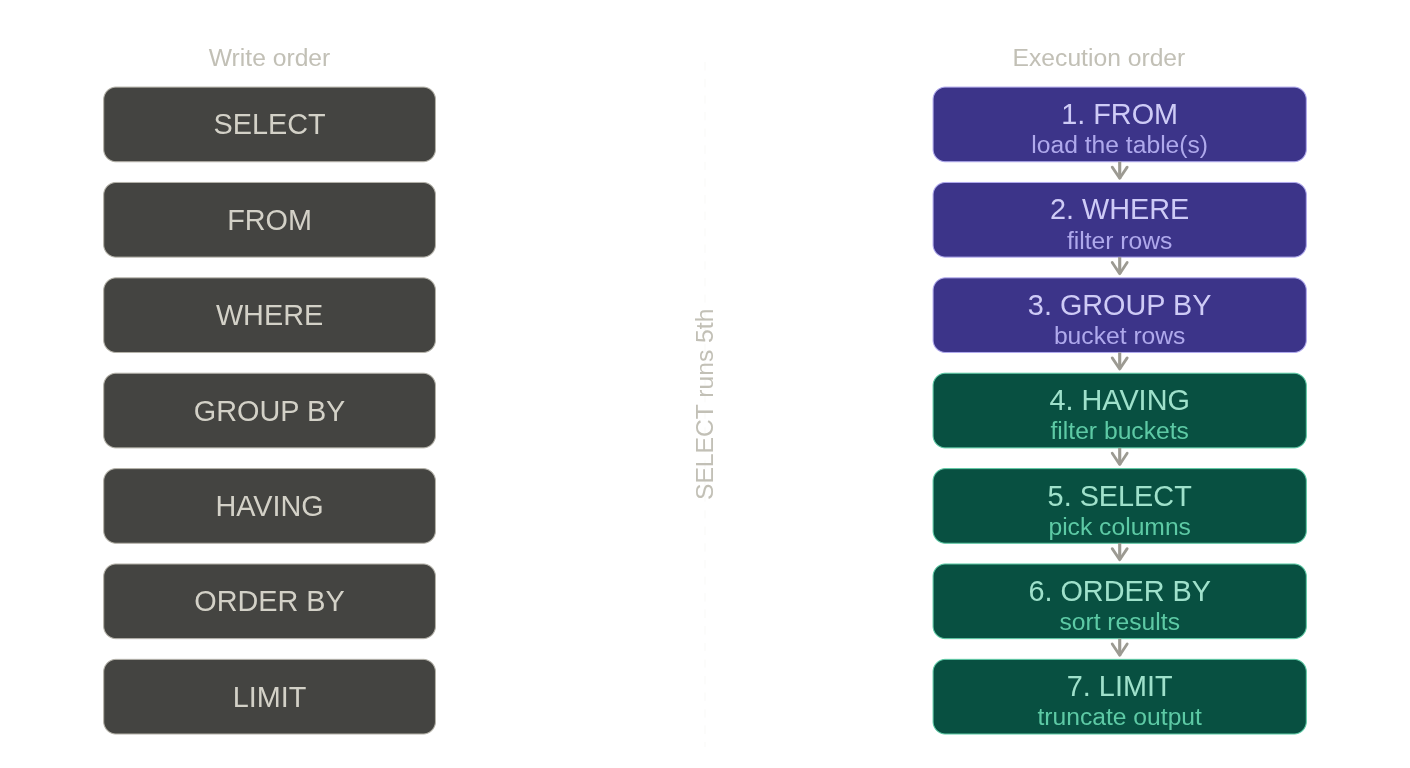 Write order
SELECT
FROM
WHERE
GROUP BY
HAVING
ORDER BY
LIMIT
SELECT runs 5th
Execution order
1. FROM
load the table(s)
2. WHERE
filter rows
3. GROUP BY
bucket rows
4. HAVING
filter buckets
5. SELECT
pick columns
6. ORDER BY
sort results
7. LIMIT
truncate output